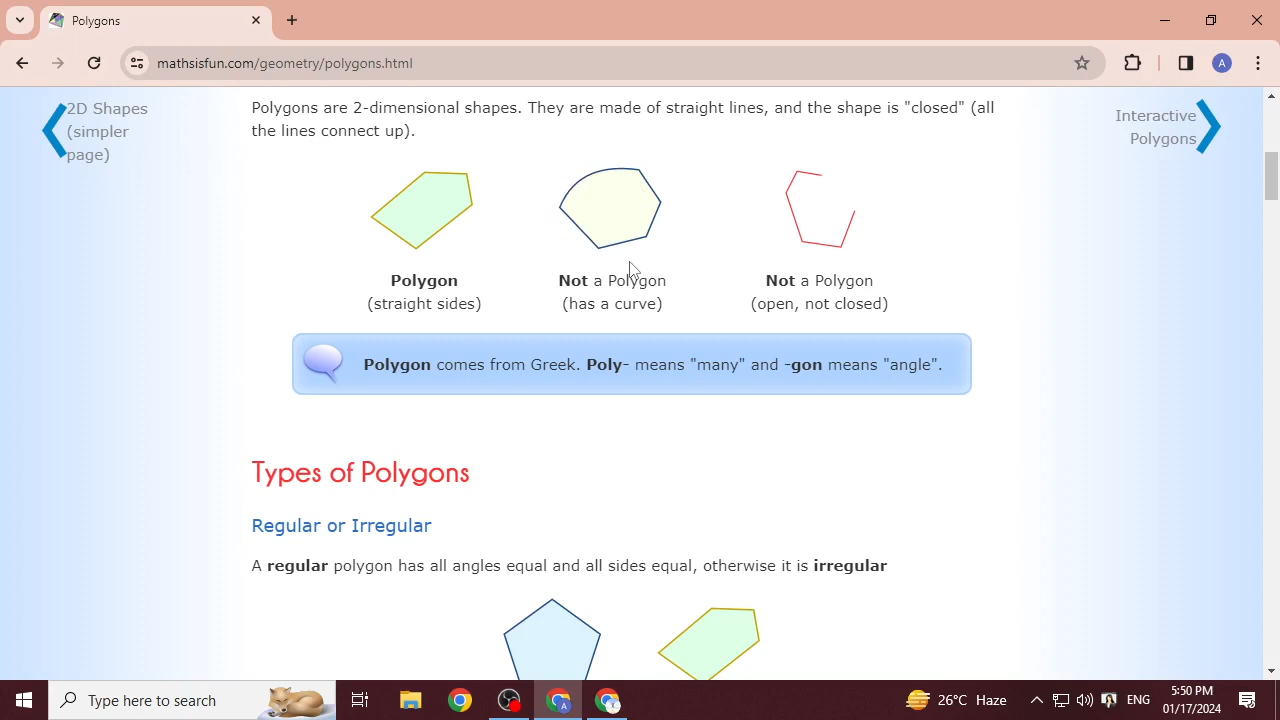 Polygons
mathsisfun.com/geometry/polygons.html
A
2D Shapes
(simpler
page)
Interactive
Polygons
Polygons are 2-dimensional shapes. They are made of straight lines, and the shape is "closed" (all
the lines connect up).
Polygon
(straight sides)
Not a Polygon
(has a curve)
Not a Polygon
(open, not closed)
Polygon comes from Greek. Poly- means "many" and -gon means "angle".
Types of Polygons
Regular or Irregular
A regular polygon has all angles equal and all sides equal, otherwise it is irregular
Type here to search
A
26°C Haze
ENG
5:50 PM
01/17/2024